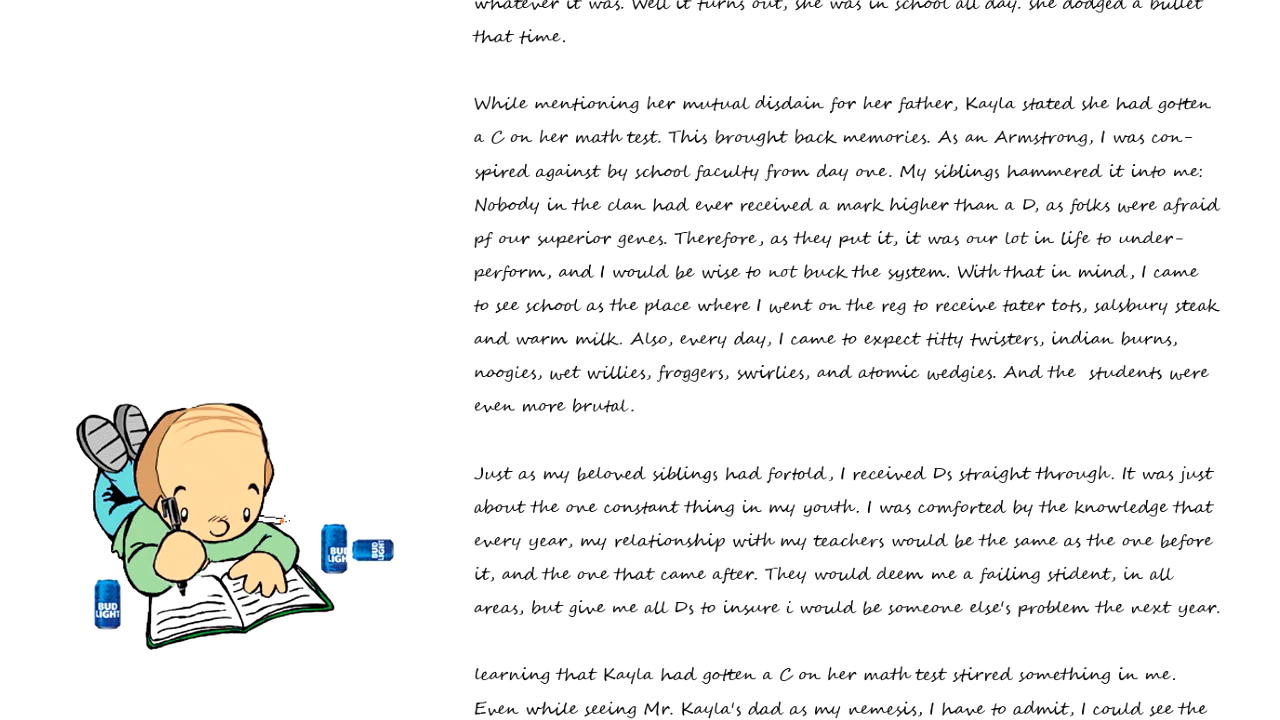 whatever it was. Well it turns out, she was in school all day. she dodged a bullet
that time.
While mentioning her mutual disdain for her father, Kayla stated she had gotten
a C on her math test. This brought back memories. As an Armstrong, I was con-
spired against by school faculty from day one. My siblings hammered it into me:
Nobody in the clan had ever received a mark higher than a D, as folks were afraid
pf our superior genes. Therefore, as they put it, it was our lot in life to under-
perform, and I would be wise to not buck the system. With that in mind, I came
to see school as the place where I went on the reg to receive tater tots, salsbury steak
and warm milk. Also, every day, I came to expect titty twisters, indian burns,
noogies, wet willies, froggers, swirlies, and atomic wedgies. And the  students were
even more brutal.
Just as my beloved siblings had fortold, I received Ds straight through. It was just
about the one constant thing in my youth. I was comforted by the knowledge that
every year, my relationship with my teachers would be the same as the one before
it, and the one that came after. They would deem me a failing stident, in all
areas, but give me all Ds to insure i would be someone else's problem the next year.
learning that Kayla had gotten a C on her math test stirred something in me.
Even while seeing Mr. Kayla's dad as my nemesis, I have to admit, I could see the
BUD
LIGHT
BUD
LIGHT
BUD
LIGHT